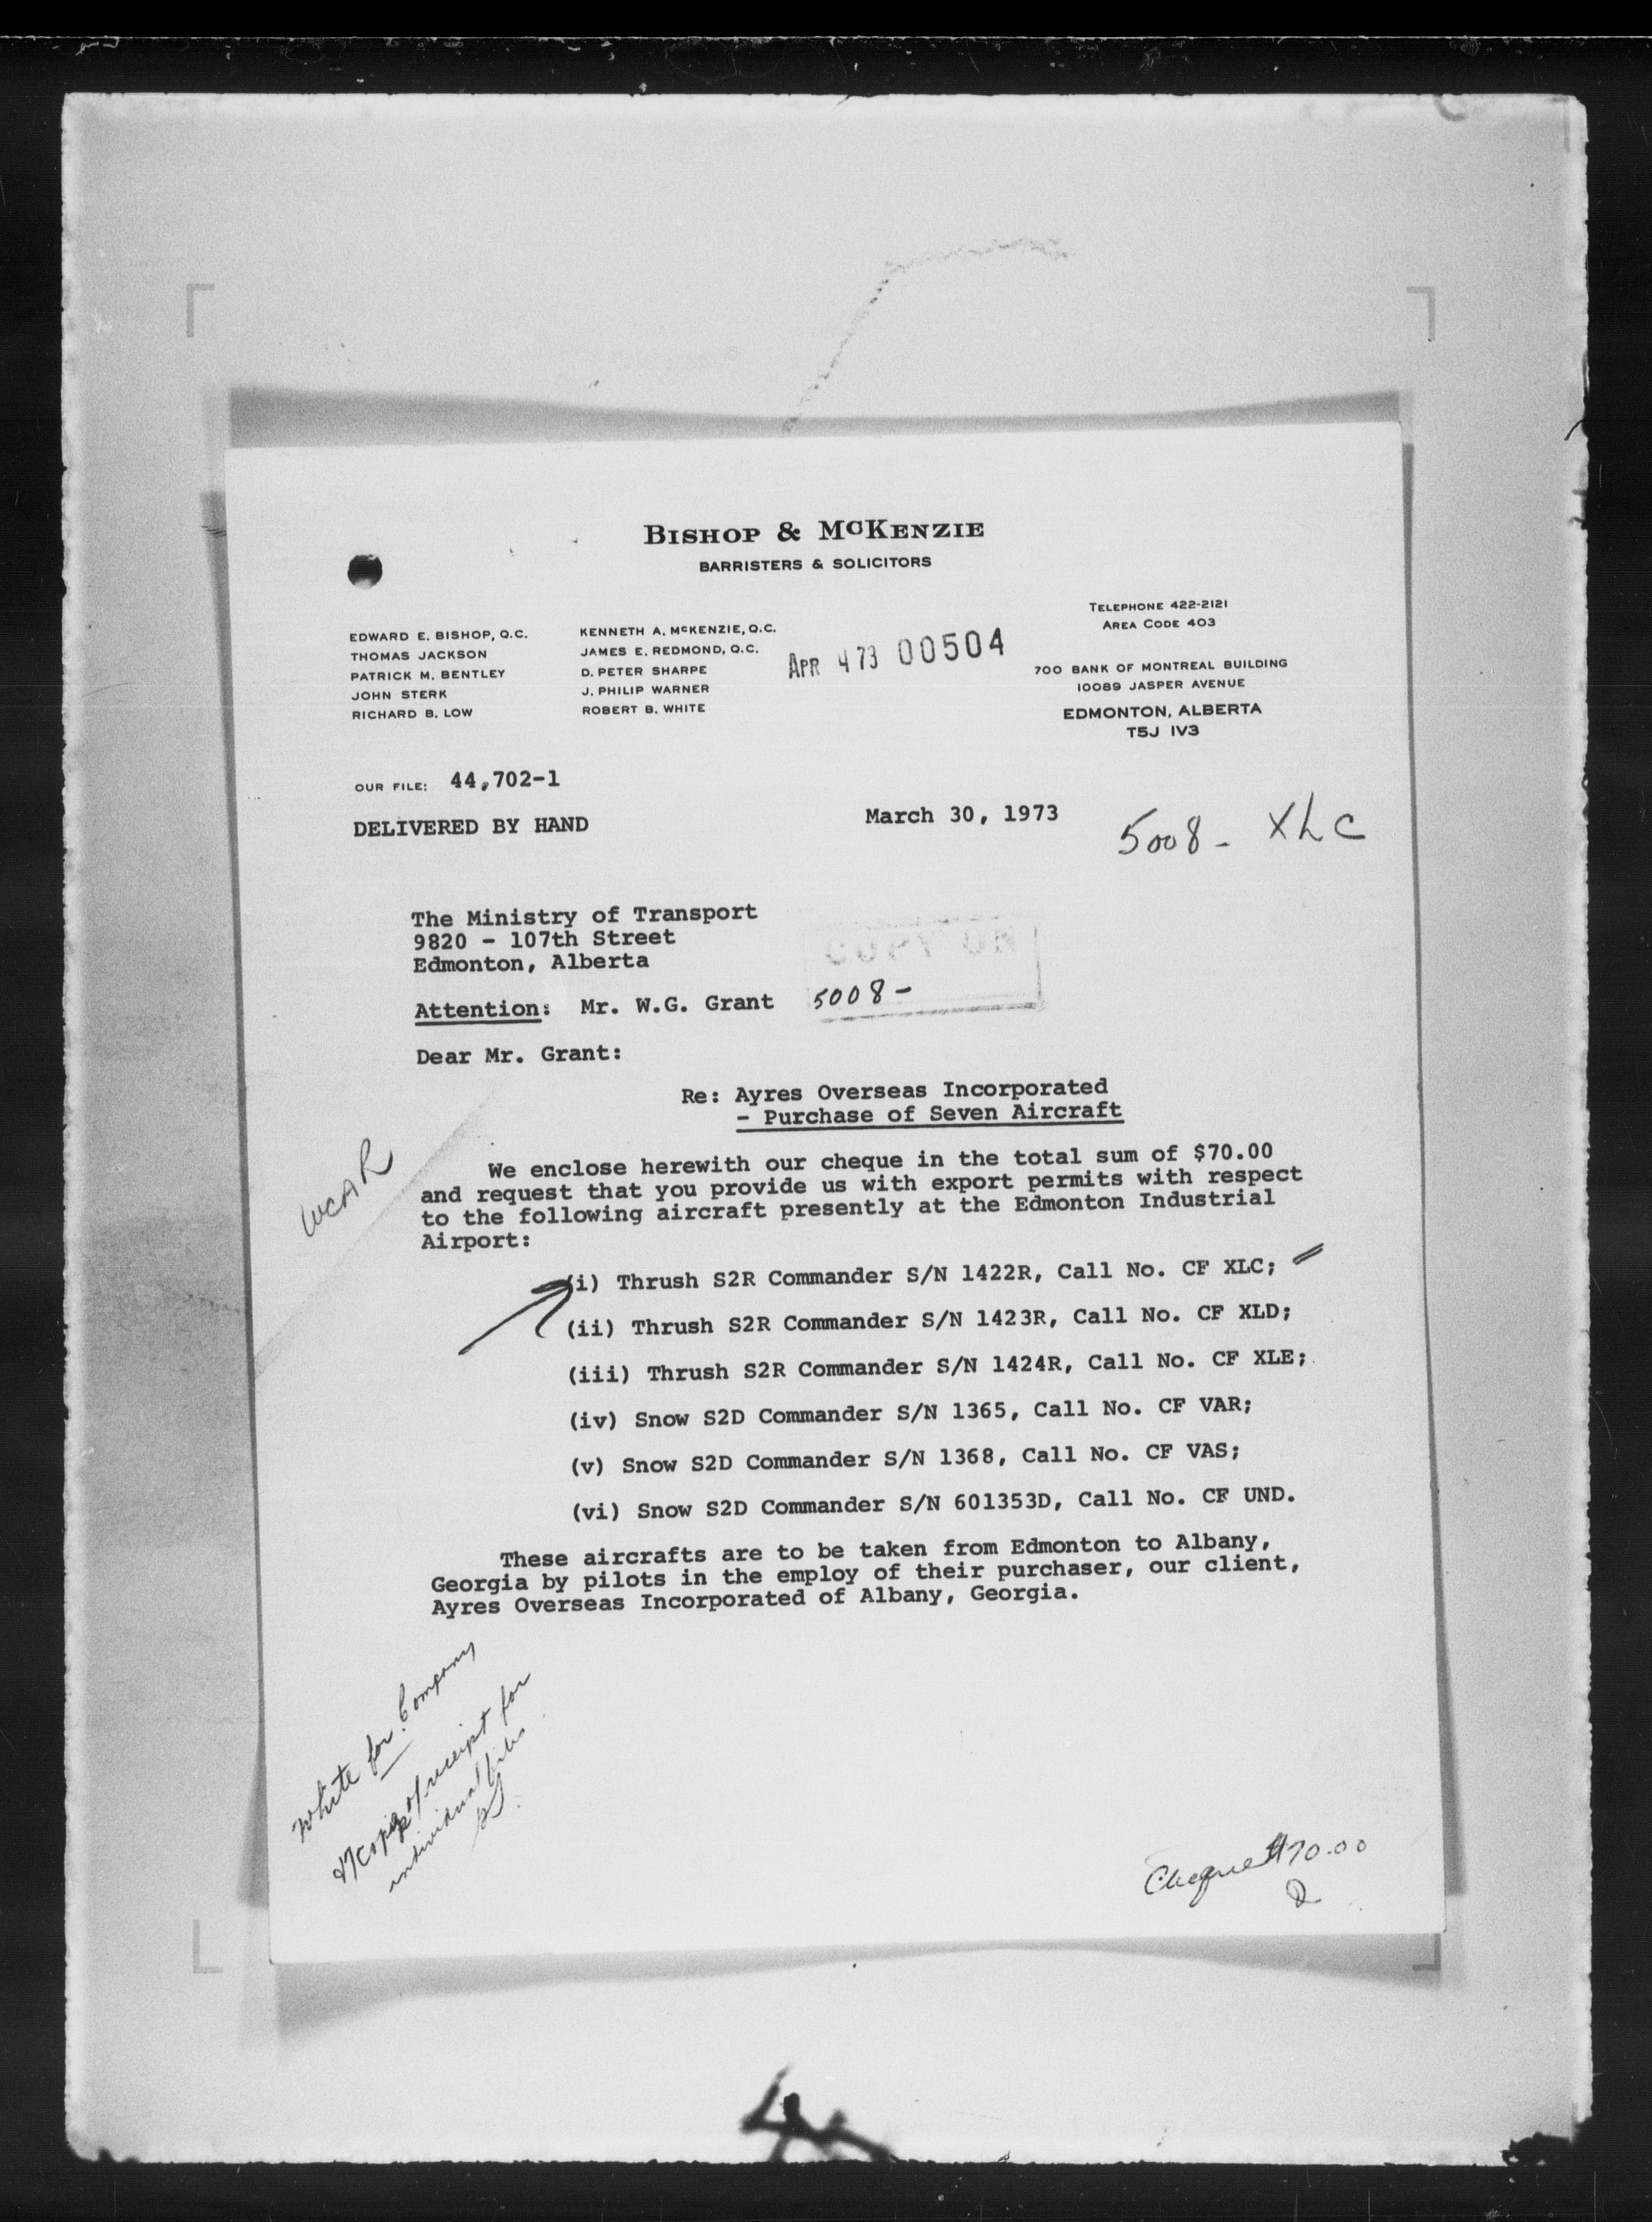 BISHOP & McKENZIE
BARRISTERS & SOLICITORS
TELEPHONE 422-2121
AREA CODE 403
EDWARD E. BISHOP, Q.C.
THOMAS JACKSON
PATRICK M. BENTLEY
JOHN STERK
RICHARD B. LOW
KENNETH A. McKENZIE, Q.C.
JAMES E. REDMOND, Q.C.
D. PETER SHARPE
J. PHILIP WARNER
ROBERT B. WHITE
APR 4 73 00504
700 BANK OF MONTREAL BUILDING
10089 JASPER AVENUE
EDMONTON, ALBERTA
T5J 1V3
OUR FILE: 44,702-1
DELIVERED BY HAND
March 30, 1973
5008- XLC
The Ministry of Transport
9820 - 107th Street
Edmonton, Alberta
COPY ON
Attention: Mr. W.G. Grant
5008-
Dear Mr. Grant:
Re: Ayres Overseas Incorporated
- Purchase of Seven Aircraft
WCAR
We enclose herewith our cheque in the total sum of $70.00
and request that you provide us with export permits with respect
to the following aircraft presently at the Edmonton Industrial
Airport:
(i) Thrush S2R Commander S/N 1422R, Call No. CF XLC;
(ii) Thrush S2R Commander S/N 1423R, Call No. CF XLD;
(iii) Thrush S2R Commander S/N 1424R, Call No. CF XLE;
(iv) Snow S2D Commander S/N 1365, Call No. CF VAR;
(v) Snow S2D Commander S/N 1368, Call No. CF VAS;
(vi) Snow S2D Commander S/N 601353D, Call No. CF UND.
These aircrafts are to be taken from Edmonton to Albany,
Georgia by pilots in the employ of their purchaser, our client,
Ayres Overseas Incorporated of Albany, Georgia.
White for Company
of receipt for
individual files
Cheque $70.00